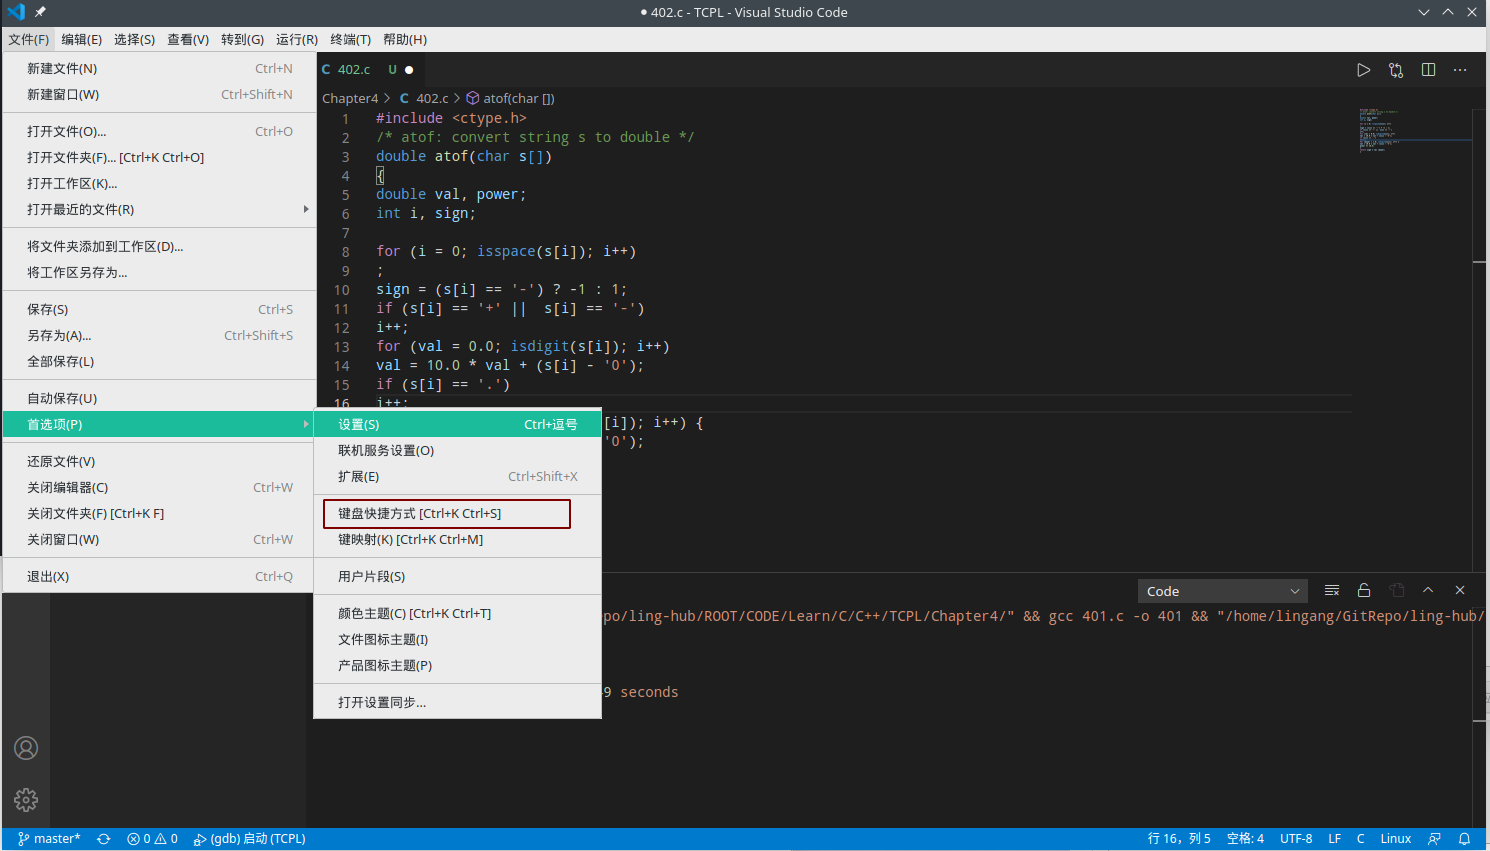 ● 402.c - TCPL - Visual Studio Code
文件(F) 编辑(E) 选择(S) 查看(V) 转到(G) 运行(R) 终端(T) 帮助(H)
新建文件(N) Ctrl+N
新建窗口(W) Ctrl+Shift+N
打开文件(O)... Ctrl+O
打开文件夹(F)... [Ctrl+K Ctrl+O]
打开工作区(K)...
打开最近的文件(R)
将文件夹添加到工作区(D)...
将工作区另存为...
保存(S) Ctrl+S
另存为(A)... Ctrl+Shift+S
全部保存(L)
自动保存(U)
首选项(P)
还原文件(V)
关闭编辑器(C) Ctrl+W
关闭文件夹(F) [Ctrl+K F]
关闭窗口(W) Ctrl+W
退出(X) Ctrl+Q
设置(S) Ctrl+逗号
联机服务设置(O)
扩展(E) Ctrl+Shift+X
键盘快捷方式 [Ctrl+K Ctrl+S]
键映射(K) [Ctrl+K Ctrl+M]
用户片段(S)
颜色主题(C) [Ctrl+K Ctrl+T]
文件图标主题(I)
产品图标主题(P)
打开设置同步...
C 402.c U ●
Chapter4 > C 402.c > atof(char [])
1 #include <ctype.h>
2 /* atof: convert string s to double */
3 double atof(char s[])
4 {
5 double val, power;
6 int i, sign;
7
8 for (i = 0; isspace(s[i]); i++)
9 ;
10 sign = (s[i] == '-') ? -1 : 1;
11 if (s[i] == '+' || s[i] == '-')
12 i++;
13 for (val = 0.0; isdigit(s[i]); i++)
14 val = 10.0 * val + (s[i] - '0');
15 if (s[i] == '.')
16 i++;
[i]); i++) {
'0');
Code
po/ling-hub/ROOT/CODE/Learn/C/C++/TCPL/Chapter4/" && gcc 401.c -o 401 && "/home/lingang/GitRepo/ling-hub/
9 seconds
master* 0 0 (gdb) 启动 (TCPL) 行 16，列 5 空格: 4 UTF-8 LF C Linux